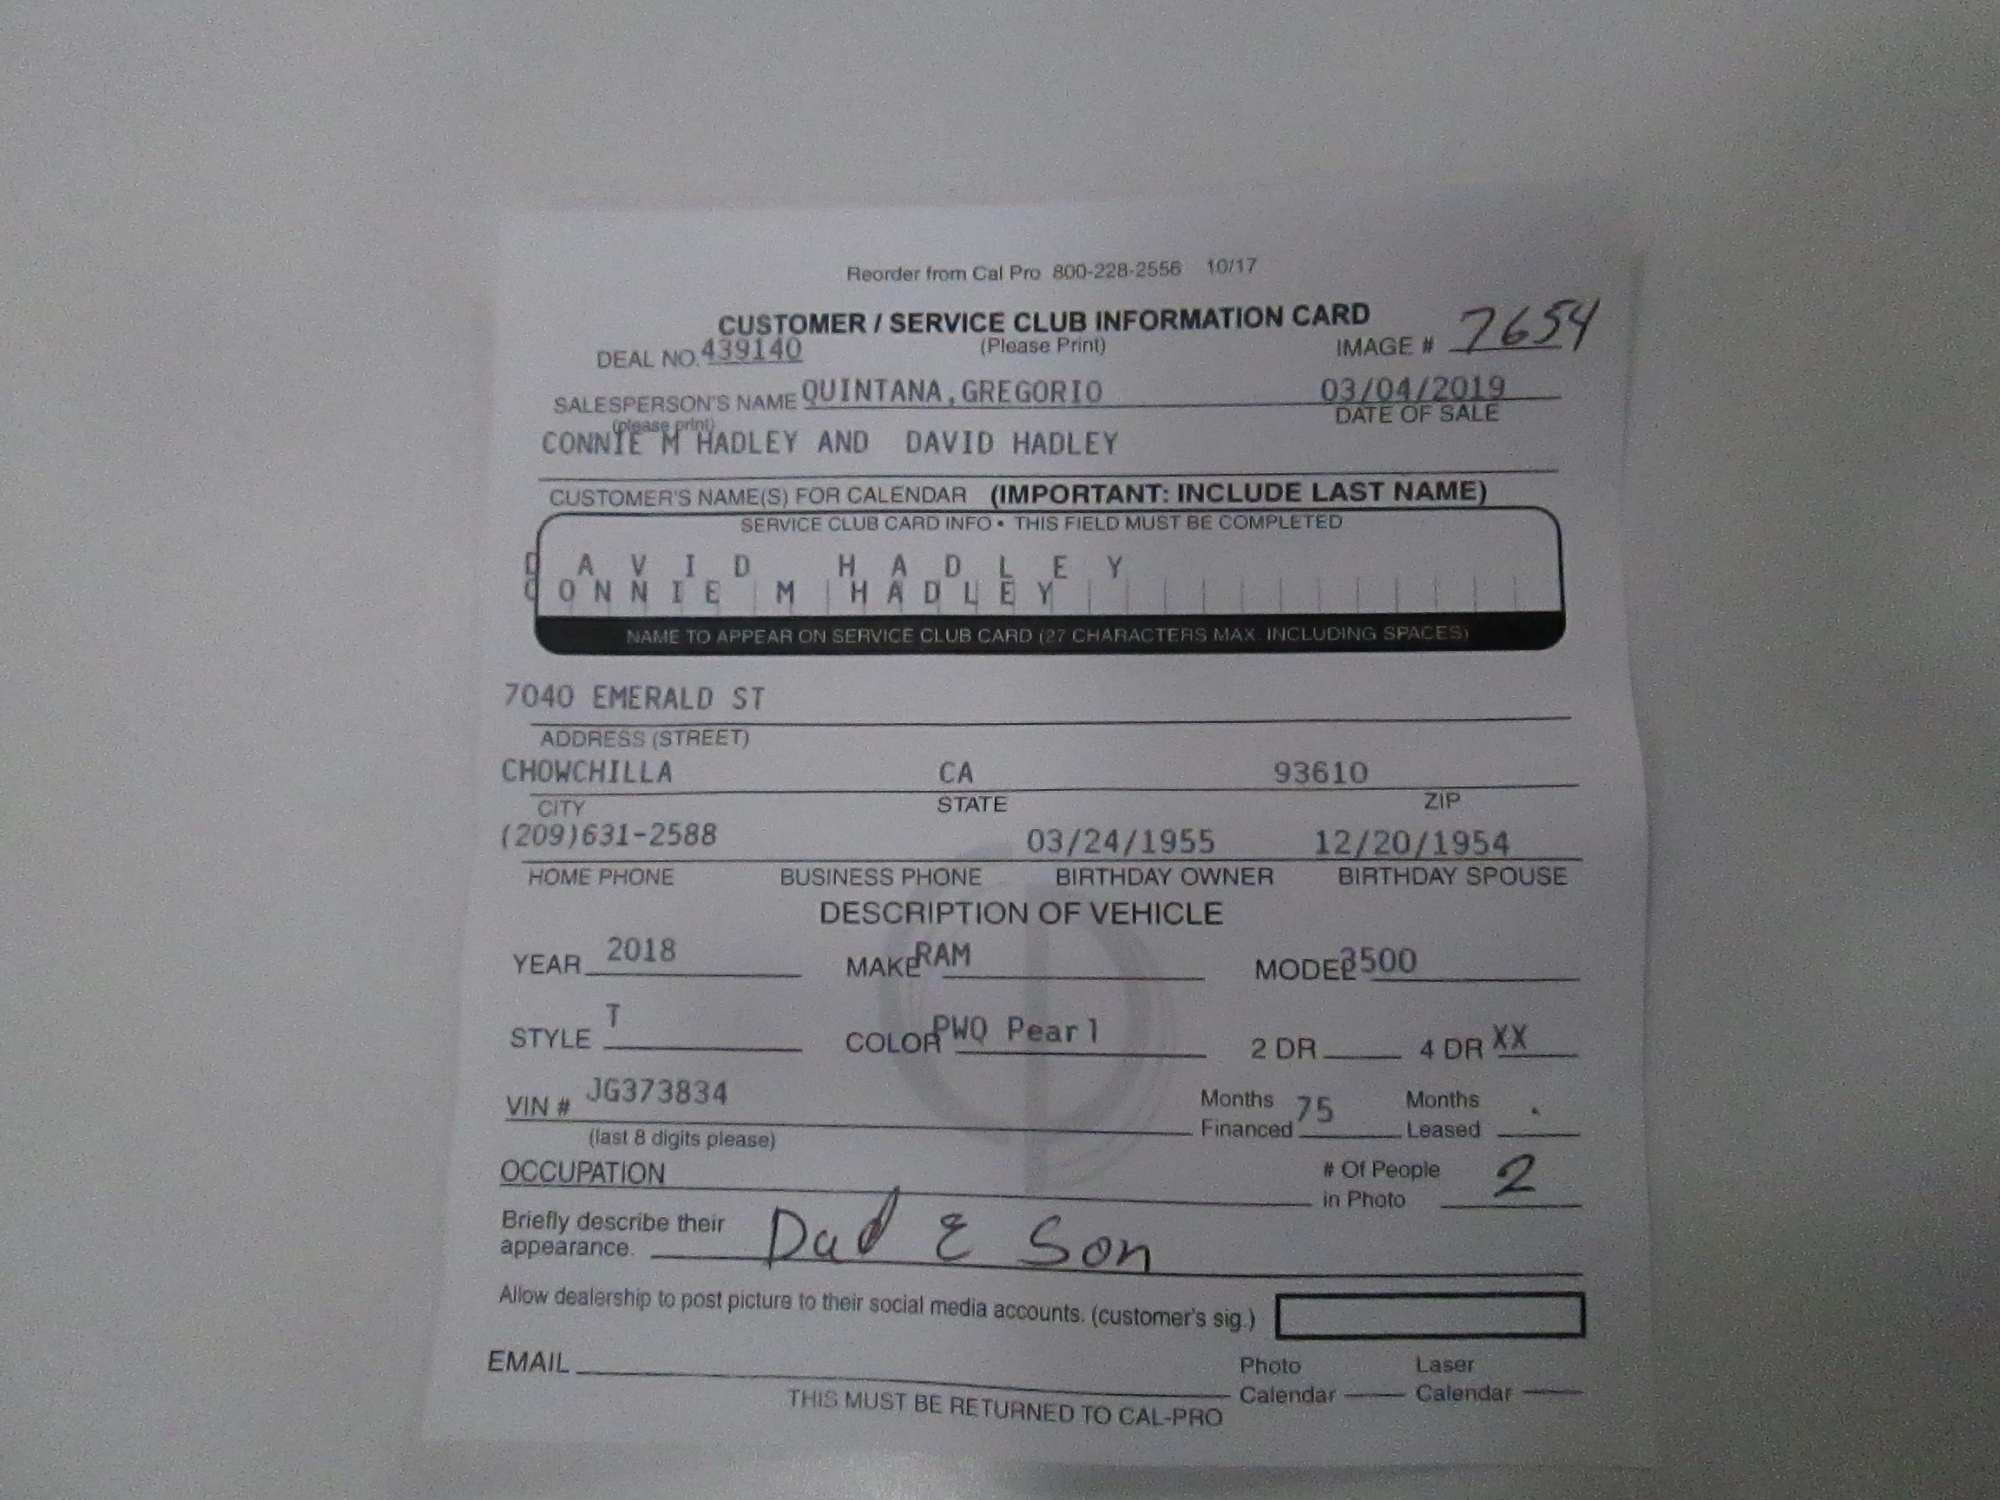 Reorder from Cal Pro 800-228-2556 10/17
CUSTOMER / SERVICE CLUB INFORMATION CARD
DEAL NO. 439140 (Please Print) IMAGE # 7654
SALESPERSON'S NAME QUINTANA,GREGORIO 03/04/2019
(please print) DATE OF SALE
CONNIE M HADLEY AND DAVID HADLEY
CUSTOMER'S NAME(S) FOR CALENDAR (IMPORTANT: INCLUDE LAST NAME)
SERVICE CLUB CARD INFO • THIS FIELD MUST BE COMPLETED
DAVID HADLEY
CONNIE M HADLEY
NAME TO APPEAR ON SERVICE CLUB CARD (27 CHARACTERS MAX. INCLUDING SPACES)
7040 EMERALD ST
ADDRESS (STREET)
CHOWCHILLA CA 93610
CITY STATE ZIP
(209)631-2588 03/24/1955 12/20/1954
HOME PHONE BUSINESS PHONE BIRTHDAY OWNER BIRTHDAY SPOUSE
DESCRIPTION OF VEHICLE
YEAR 2018 MAKE RAM MODEL 3500
STYLE T COLOR PWQ Pearl 2 DR 4 DR XX
VIN # JG373834 Months Financed 75 Months Leased
(last 8 digits please)
OCCUPATION # Of People in Photo 2
Briefly describe their appearance. Dad & Son
Allow dealership to post picture to their social media accounts. (customer's sig.)
EMAIL Photo Calendar Laser Calendar
THIS MUST BE RETURNED TO CAL-PRO